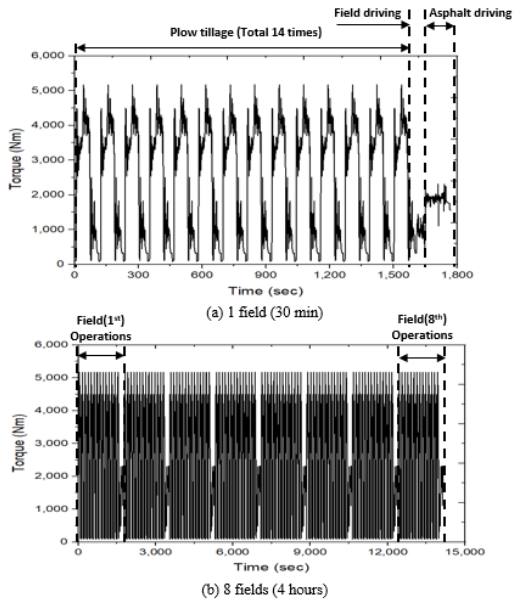 Plow tillage (Total 14 times)
Field driving
Asphalt driving
6,000
5,000
4,000
3,000
2,000
1,000
0
Torque (Nm)
0 300 600 900 1,200 1,500 1,800
Time (sec)
(a) 1 field (30 min)
Field(1st)
Operations
Field(8th)
Operations
6,000
5,000
4,000
3,000
2,000
1,000
0
Torque (Nm)
0 3,000 6,000 9,000 12,000 15,000
Time (sec)
(b) 8 fields (4 hours)